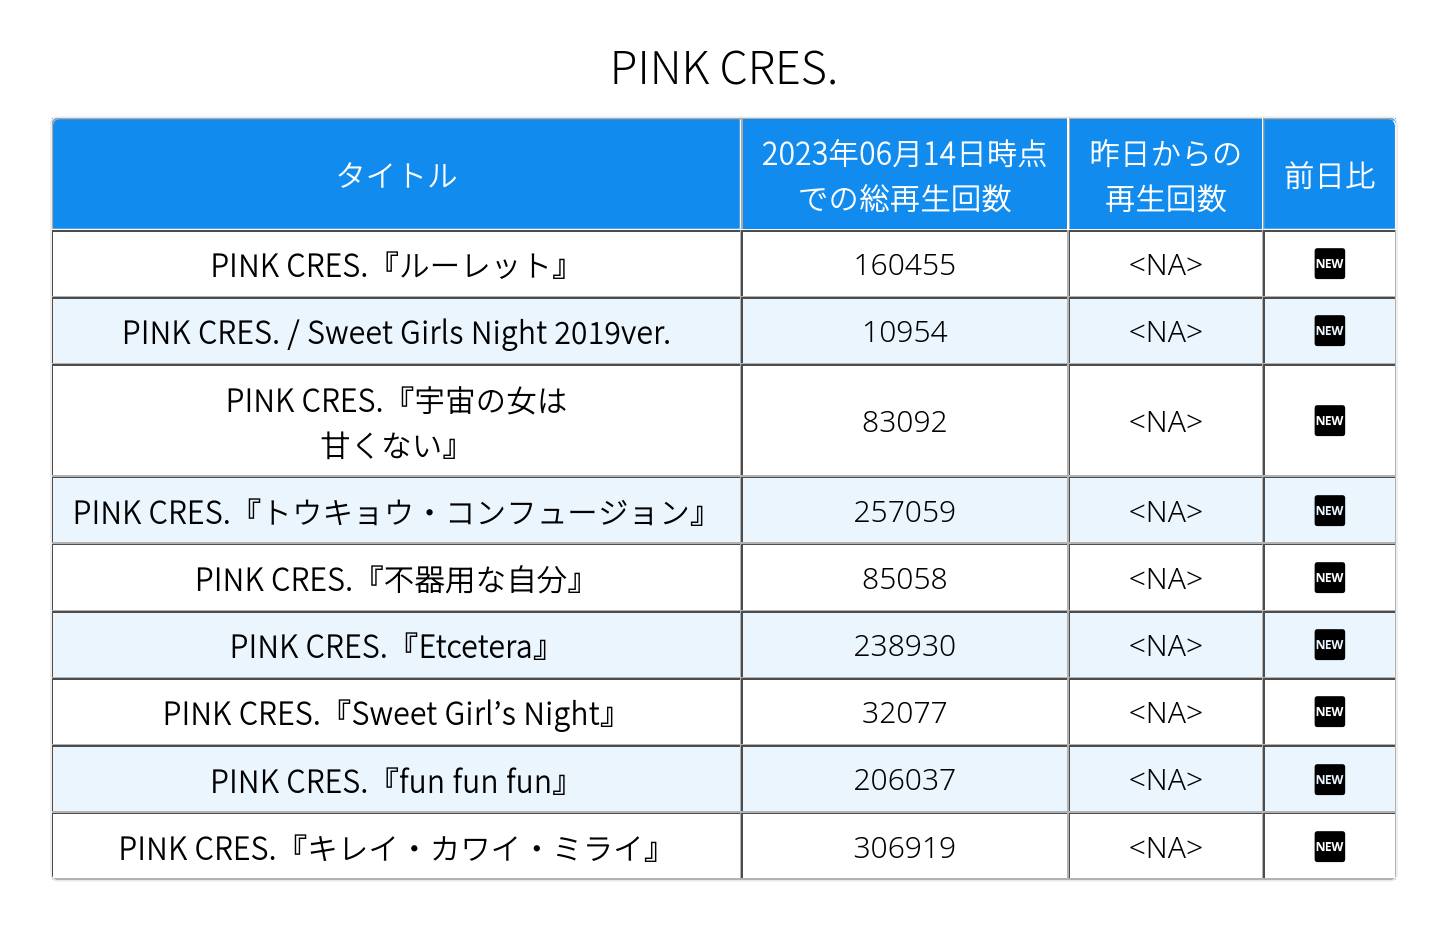 PINK CRES.
タイトル
2023年06月14日時点
での総再生回数
昨日からの
再生回数
前日比
PINK CRES.『ルーレット』
160455
<NA>
NEW
PINK CRES. / Sweet Girls Night 2019ver.
10954
<NA>
NEW
PINK CRES.『宇宙の女は
甘くない』
83092
<NA>
NEW
PINK CRES.『トウキョウ・コンフュージョン』
257059
<NA>
NEW
PINK CRES.『不器用な自分』
85058
<NA>
NEW
PINK CRES.『Etcetera』
238930
<NA>
NEW
PINK CRES.『Sweet Girl’s Night』
32077
<NA>
NEW
PINK CRES.『fun fun fun』
206037
<NA>
NEW
PINK CRES.『キレイ・カワイ・ミライ』
306919
<NA>
NEW